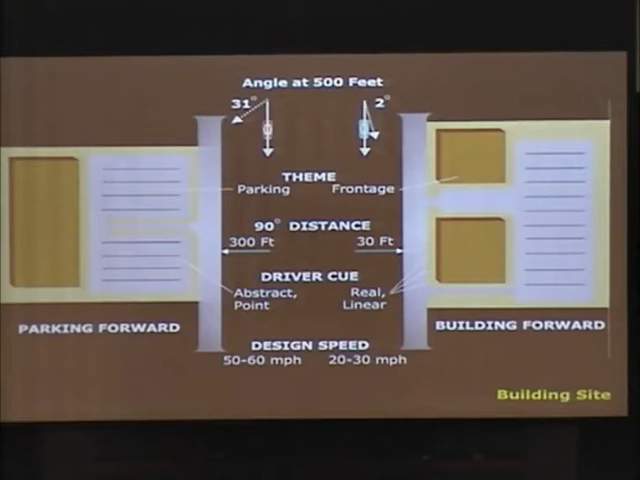 Angle at 500 Feet
31° 2°
THEME
Parking Frontage
90° DISTANCE
300 Ft 30 Ft
DRIVER CUE
Abstract, Real,
Point Linear
PARKING FORWARD BUILDING FORWARD
DESIGN SPEED
50-60 mph 20-30 mph
Building Site